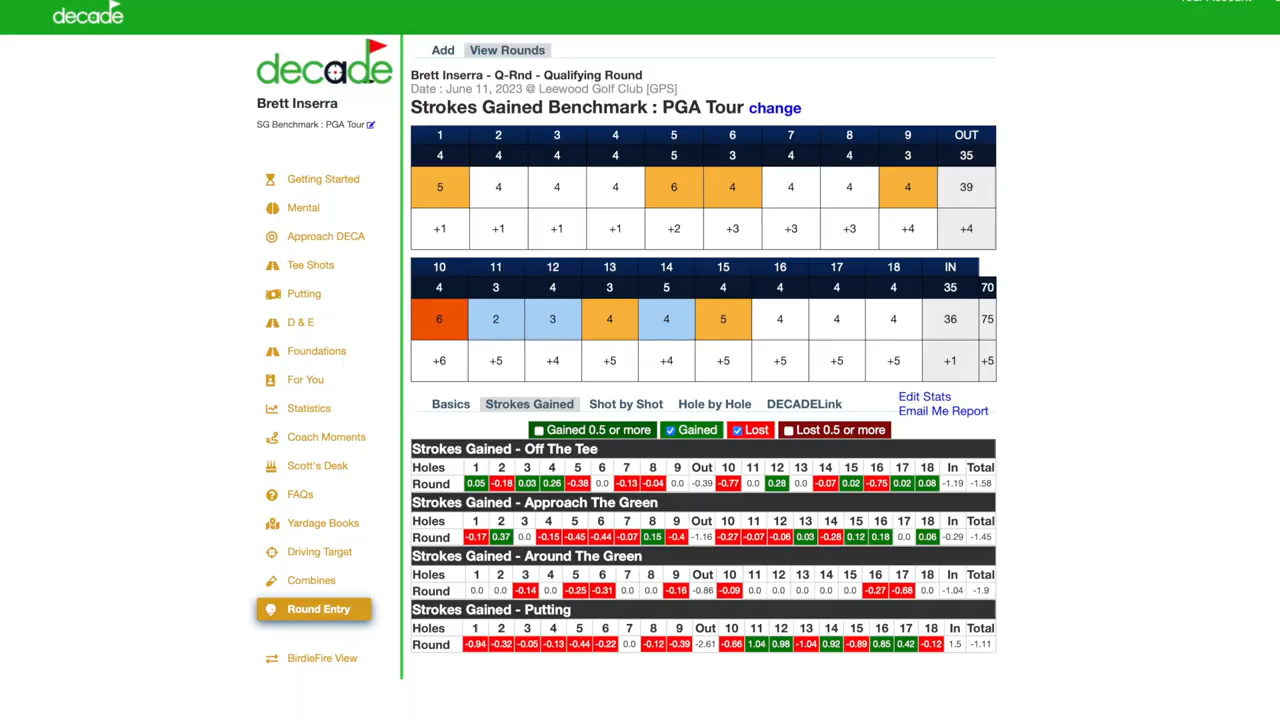 decade
decade
Brett Inserra
SG Benchmark : PGA Tour
Getting Started
Mental
Approach DECA
Tee Shots
Putting
D & E
Foundations
For You
Statistics
Coach Moments
Scott's Desk
FAQs
Yardage Books
Driving Target
Combines
Round Entry
BirdieFire View
Add View Rounds
Brett Inserra - Q-Rnd - Qualifying Round
Date : June 11, 2023 @ Leewood Golf Club [GPS]
Strokes Gained Benchmark : PGA Tour change
1 2 3 4 5 6 7 8 9 OUT
4 4 4 4 5 3 4 4 3 35
5 4 4 4 6 4 4 4 4 39
+1 +1 +1 +1 +2 +3 +3 +3 +4 +4
10 11 12 13 14 15 16 17 18 IN
4 3 4 3 5 4 4 4 4 35 70
6 2 3 4 4 5 4 4 4 36 75
+6 +5 +4 +5 +4 +5 +5 +5 +5 +1 +5
Basics Strokes Gained Shot by Shot Hole by Hole DECADELink
Edit Stats
Email Me Report
Gained 0.5 or more Gained Lost Lost 0.5 or more
Strokes Gained - Off The Tee
Holes 1 2 3 4 5 6 7 8 9 Out 10 11 12 13 14 15 16 17 18 In Total
Round 0.05 -0.18 0.03 0.26 -0.38 0.0 -0.13 -0.04 0.0 -0.39 -0.77 0.0 0.28 0.0 -0.07 0.02 -0.75 0.02 0.08 -1.19 -1.58
Strokes Gained - Approach The Green
Holes 1 2 3 4 5 6 7 8 9 Out 10 11 12 13 14 15 16 17 18 In Total
Round -0.17 0.37 0.0 -0.15 -0.45 -0.44 -0.07 0.15 -0.4 -1.16 -0.27 -0.07 -0.06 0.03 -0.28 0.12 0.18 0.0 0.06 -0.29 -1.45
Strokes Gained - Around The Green
Holes 1 2 3 4 5 6 7 8 9 Out 10 11 12 13 14 15 16 17 18 In Total
Round 0.0 0.0 -0.14 0.0 -0.25 -0.31 0.0 0.0 -0.16 -0.86 -0.09 0.0 0.0 0.0 0.0 0.0 -0.27 -0.68 0.0 -1.04 -1.9
Strokes Gained - Putting
Holes 1 2 3 4 5 6 7 8 9 Out 10 11 12 13 14 15 16 17 18 In Total
Round -0.94 -0.32 -0.05 -0.13 -0.44 -0.22 0.0 -0.12 -0.39 -2.61 -0.66 1.04 0.98 -1.04 0.92 -0.89 0.85 0.42 -0.12 1.5 -1.11